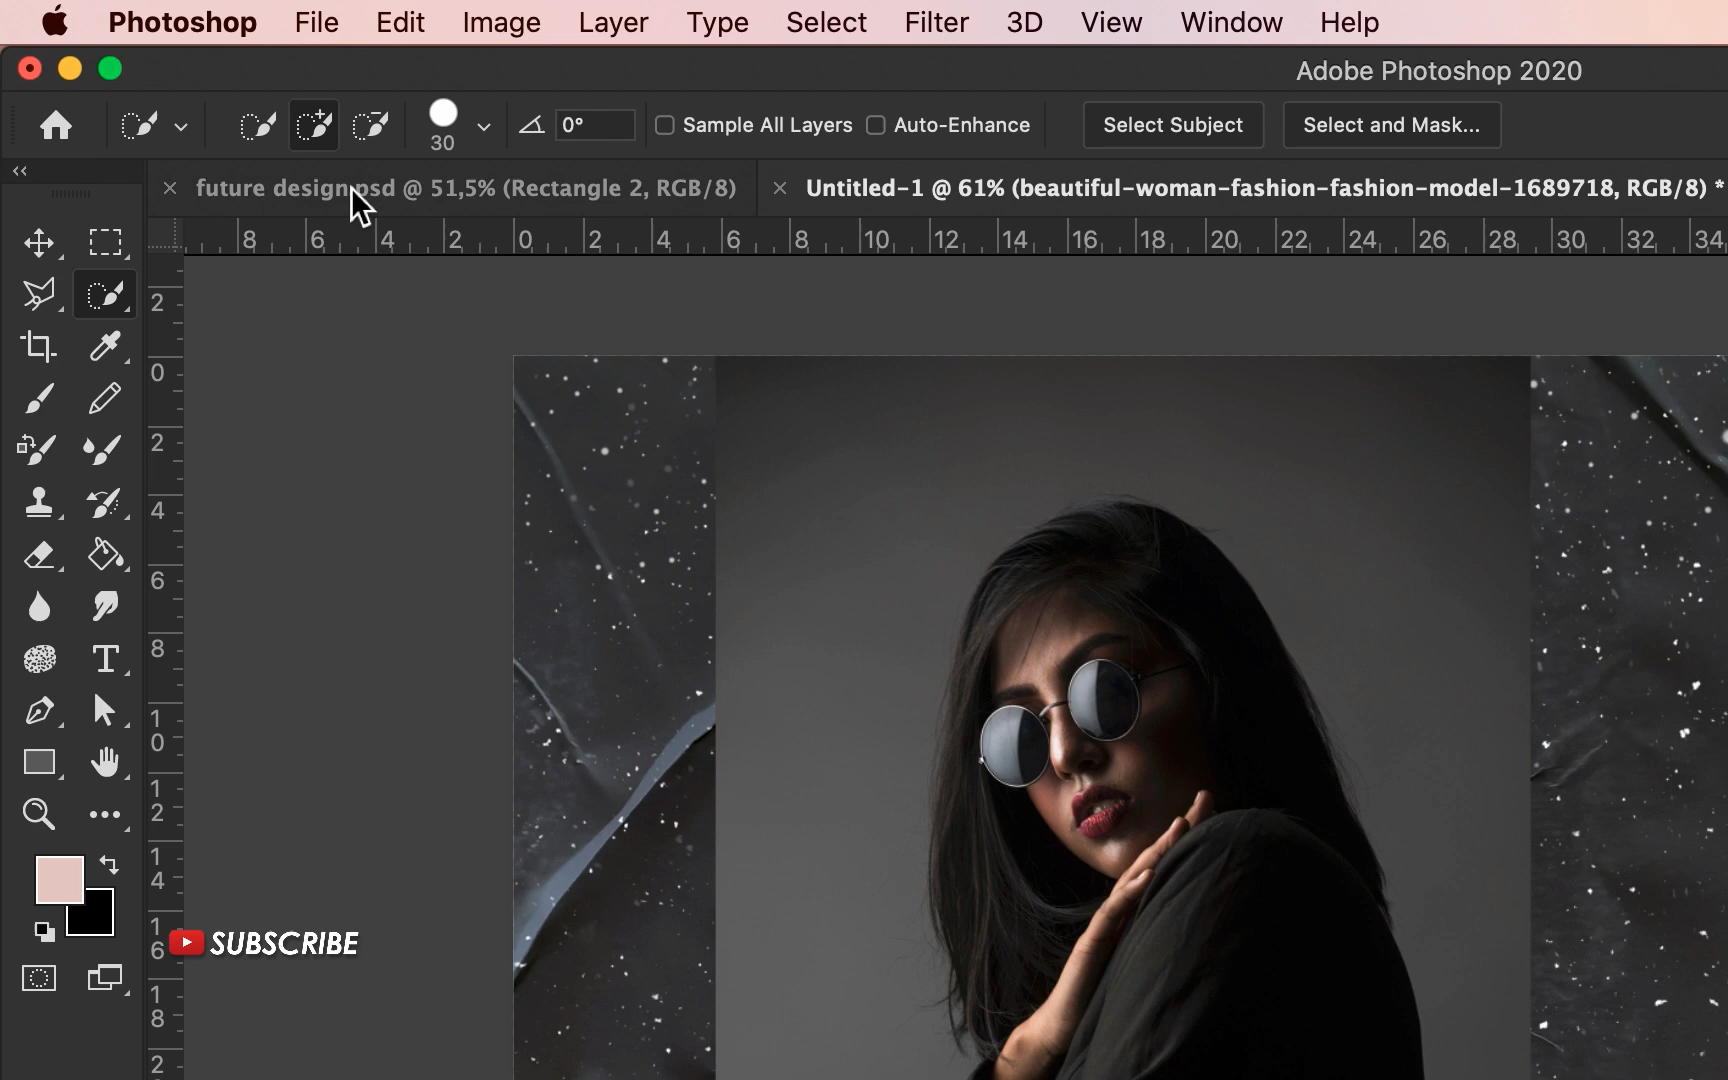 Photoshop File Edit Image Layer Type Select Filter 3D View Window Help
Adobe Photoshop 2020
30 0° Sample All Layers Auto-Enhance Select Subject Select and Mask...
future design.psd @ 51,5% (Rectangle 2, RGB/8) Untitled-1 @ 61% (beautiful-woman-fashion-fashion-model-1689718, RGB/8) *
8 6 4 2 0 2 4 6 8 10 12 14 16 18 20 22 24 26 28 30 32 34
2
0
2
4
6
8
10
12
14
16
18
2
SUBSCRIBE